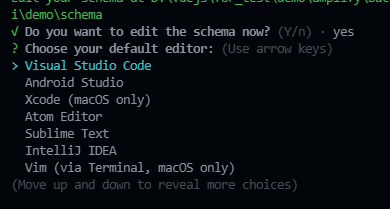 i\demo\schema
√ Do you want to edit the schema now? (Y/n) · yes
? Choose your default editor: (Use arrow keys)
> Visual Studio Code
Android Studio
Xcode (macOS only)
Atom Editor
Sublime Text
IntelliJ IDEA
Vim (via Terminal, macOS only)
(Move up and down to reveal more choices)